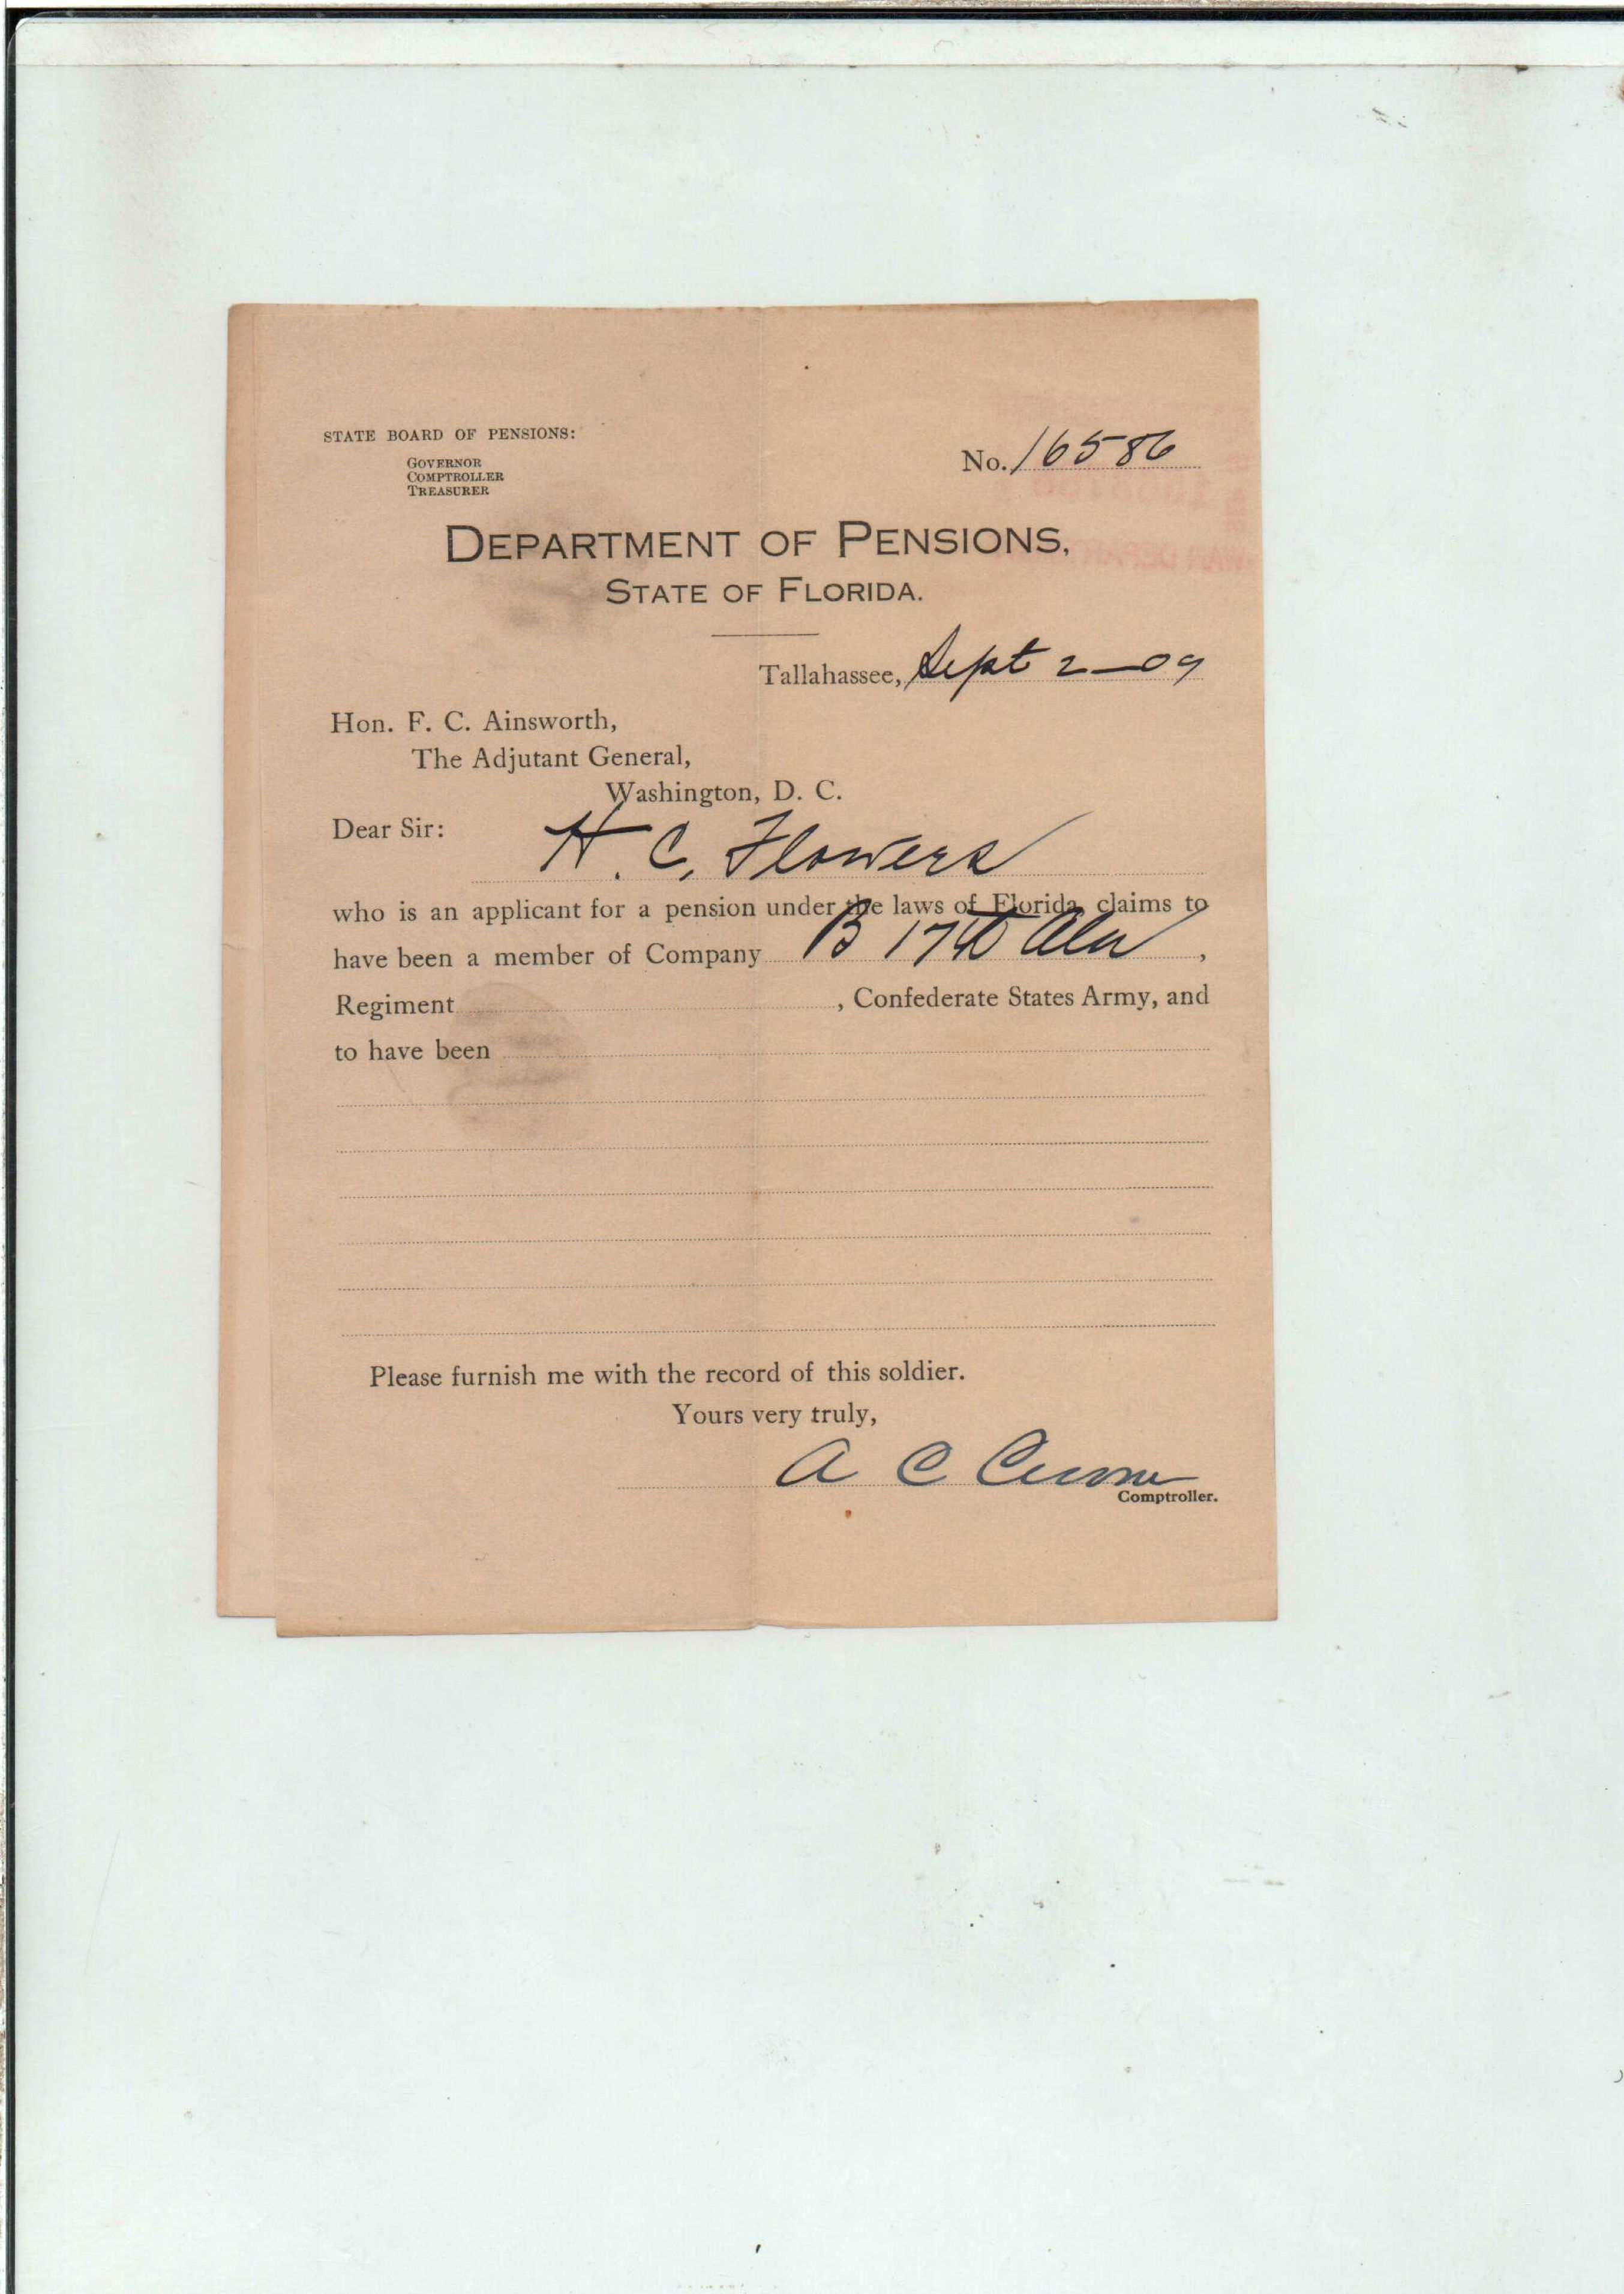 STATE BOARD OF PENSIONS:
GOVERNOR
COMPTROLLER
TREASURER
No. 16586
DEPARTMENT OF PENSIONS,
STATE OF FLORIDA.
Tallahassee, Sept 2-09
Hon. F. C. Ainsworth,
The Adjutant General,
Washington, D. C.
Dear Sir:
H. C. Flowers
who is an applicant for a pension under the laws of Florida, claims to
have been a member of Company B 17th Ala,
Regiment , Confederate States Army, and
to have been
Please furnish me with the record of this soldier.
Yours very truly,
A C Croom
Comptroller.